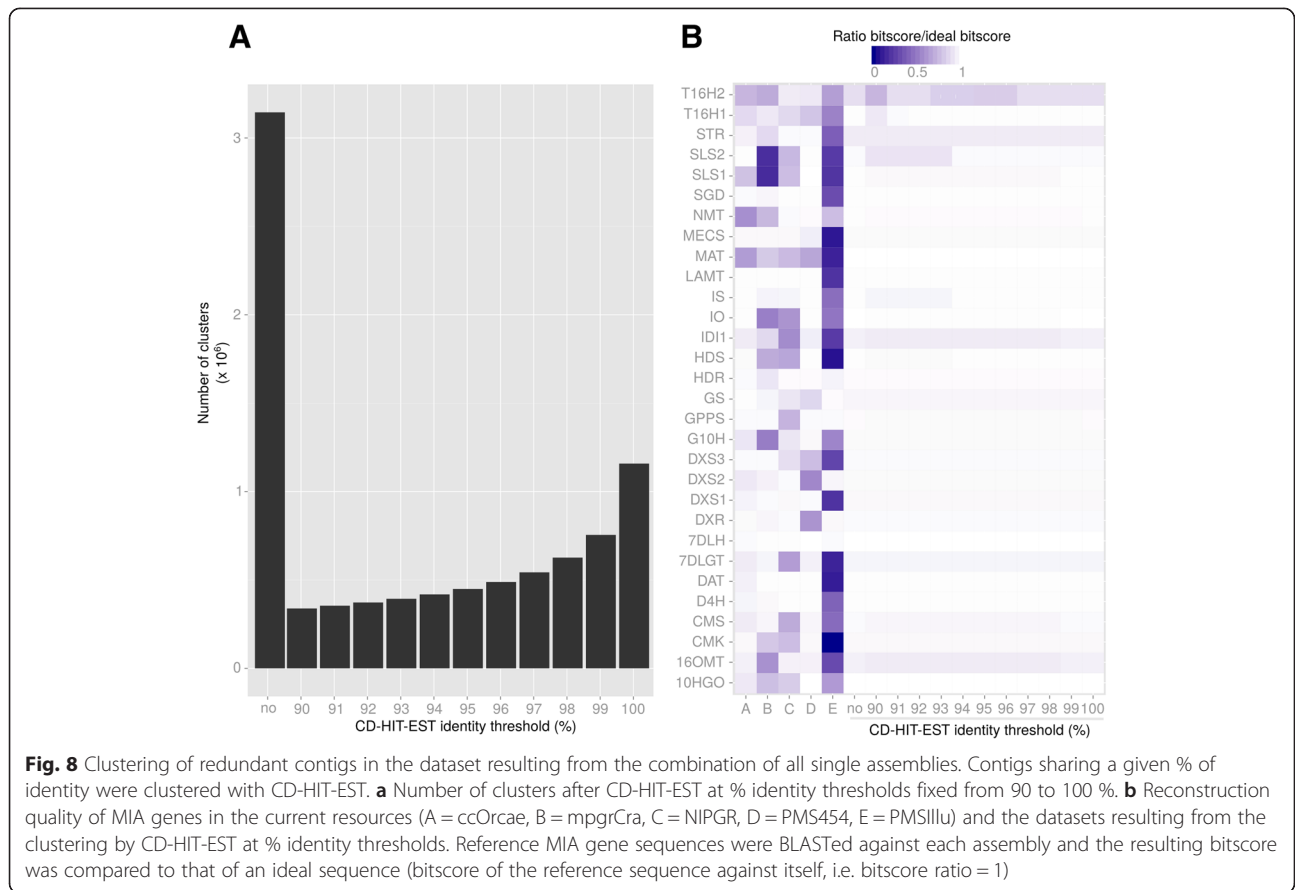 A
Number of clusters
(x 10⁶)
3
2
1
0
no 90 91 92 93 94 95 96 97 98 99 100
CD-HIT-EST identity threshold (%)
B
Ratio bitscore/ideal bitscore
0 0.5 1
T16H2
T16H1
STR
SLS2
SLS1
SGD
NMT
MECS
MAT
LAMT
IS
IO
IDI1
HDS
HDR
GS
GPPS
G10H
DXS3
DXS2
DXS1
DXR
7DLH
7DLGT
DAT
D4H
CMS
CMK
16OMT
10HGO
A B C D E no 90 91 92 93 94 95 96 97 98 99 100
CD-HIT-EST identity threshold (%)
Fig. 8 Clustering of redundant contigs in the dataset resulting from the combination of all single assemblies. Contigs sharing a given % of
identity were clustered with CD-HIT-EST. a Number of clusters after CD-HIT-EST at % identity thresholds fixed from 90 to 100 %. b Reconstruction
quality of MIA genes in the current resources (A = ccOrcae, B = mpgrCra, C = NIPGR, D = PMS454, E = PMSIllu) and the datasets resulting from the
clustering by CD-HIT-EST at % identity thresholds. Reference MIA gene sequences were BLASTed against each assembly and the resulting bitscore
was compared to that of an ideal sequence (bitscore of the reference sequence against itself, i.e. bitscore ratio = 1)